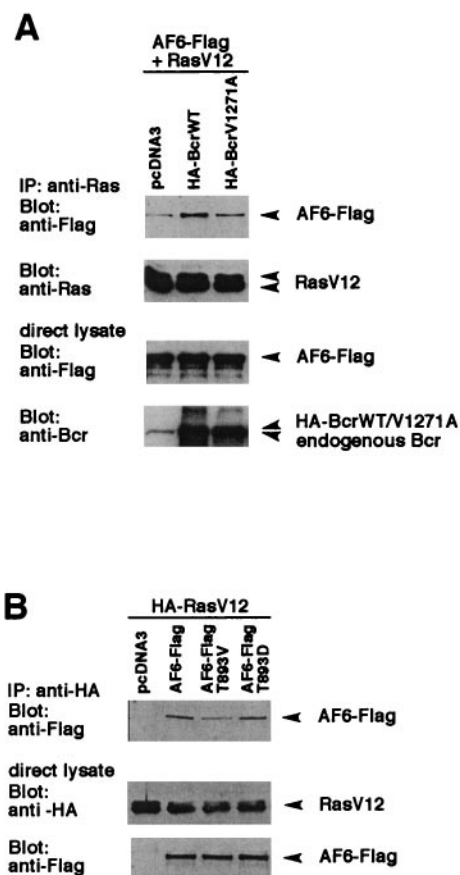 A
AF6-Flag
+ RasV12
pcDNA3
HA-BcrWT
HA-BcrV1271A
IP: anti-Ras
Blot:
anti-Flag
AF6-Flag
Blot:
anti-Ras
RasV12
direct lysate
Blot:
anti-Flag
AF6-Flag
Blot:
anti-Bcr
HA-BcrWT/V1271A
endogenous Bcr
B
HA-RasV12
pcDNA3
AF6-Flag
AF6-Flag
T893V
AF6-Flag
T893D
IP: anti-HA
Blot:
anti-Flag
AF6-Flag
direct lysate
Blot:
anti -HA
RasV12
Blot:
anti-Flag
AF6-Flag